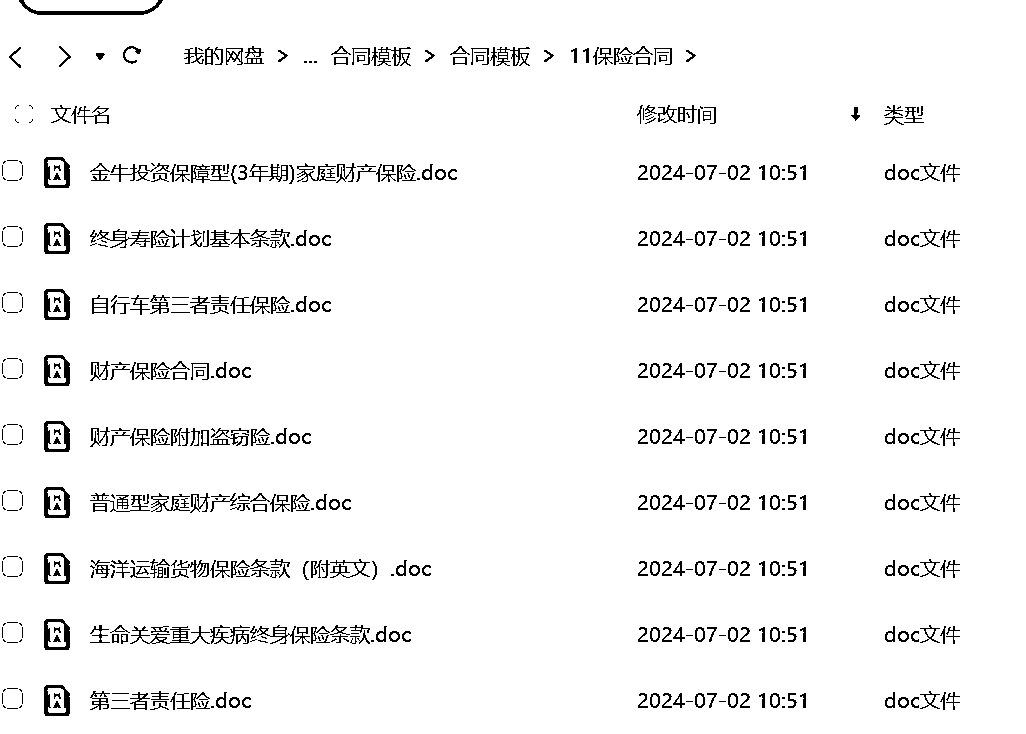 我的网盘 > ... 合同模板 > 合同模板 > 11保险合同 >
文件名 修改时间 类型
金牛投资保障型(3年期)家庭财产保险.doc 2024-07-02 10:51 doc文件
终身寿险计划基本条款.doc 2024-07-02 10:51 doc文件
自行车第三者责任保险.doc 2024-07-02 10:51 doc文件
财产保险合同.doc 2024-07-02 10:51 doc文件
财产保险附加盗窃险.doc 2024-07-02 10:51 doc文件
普通型家庭财产综合保险.doc 2024-07-02 10:51 doc文件
海洋运输货物保险条款（附英文）.doc 2024-07-02 10:51 doc文件
生命关爱重大疾病终身保险条款.doc 2024-07-02 10:51 doc文件
第三者责任险.doc 2024-07-02 10:51 doc文件